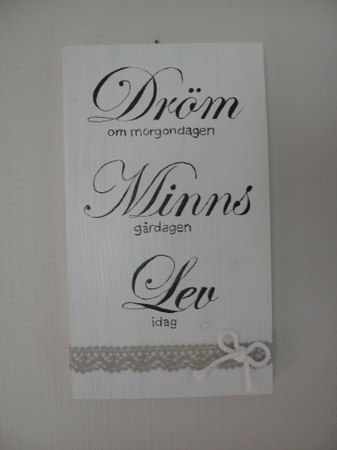 Dröm
om morgondagen
Minns
gårdagen
Lev
idag